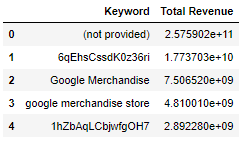 Keyword Total Revenue
0 (not provided) 2.575902e+11
1 6qEhsCssdK0z36ri 1.773703e+10
2 Google Merchandise 7.506520e+09
3 google merchandise store 4.810010e+09
4 1hZbAqLCbjwfgOH7 2.892280e+09